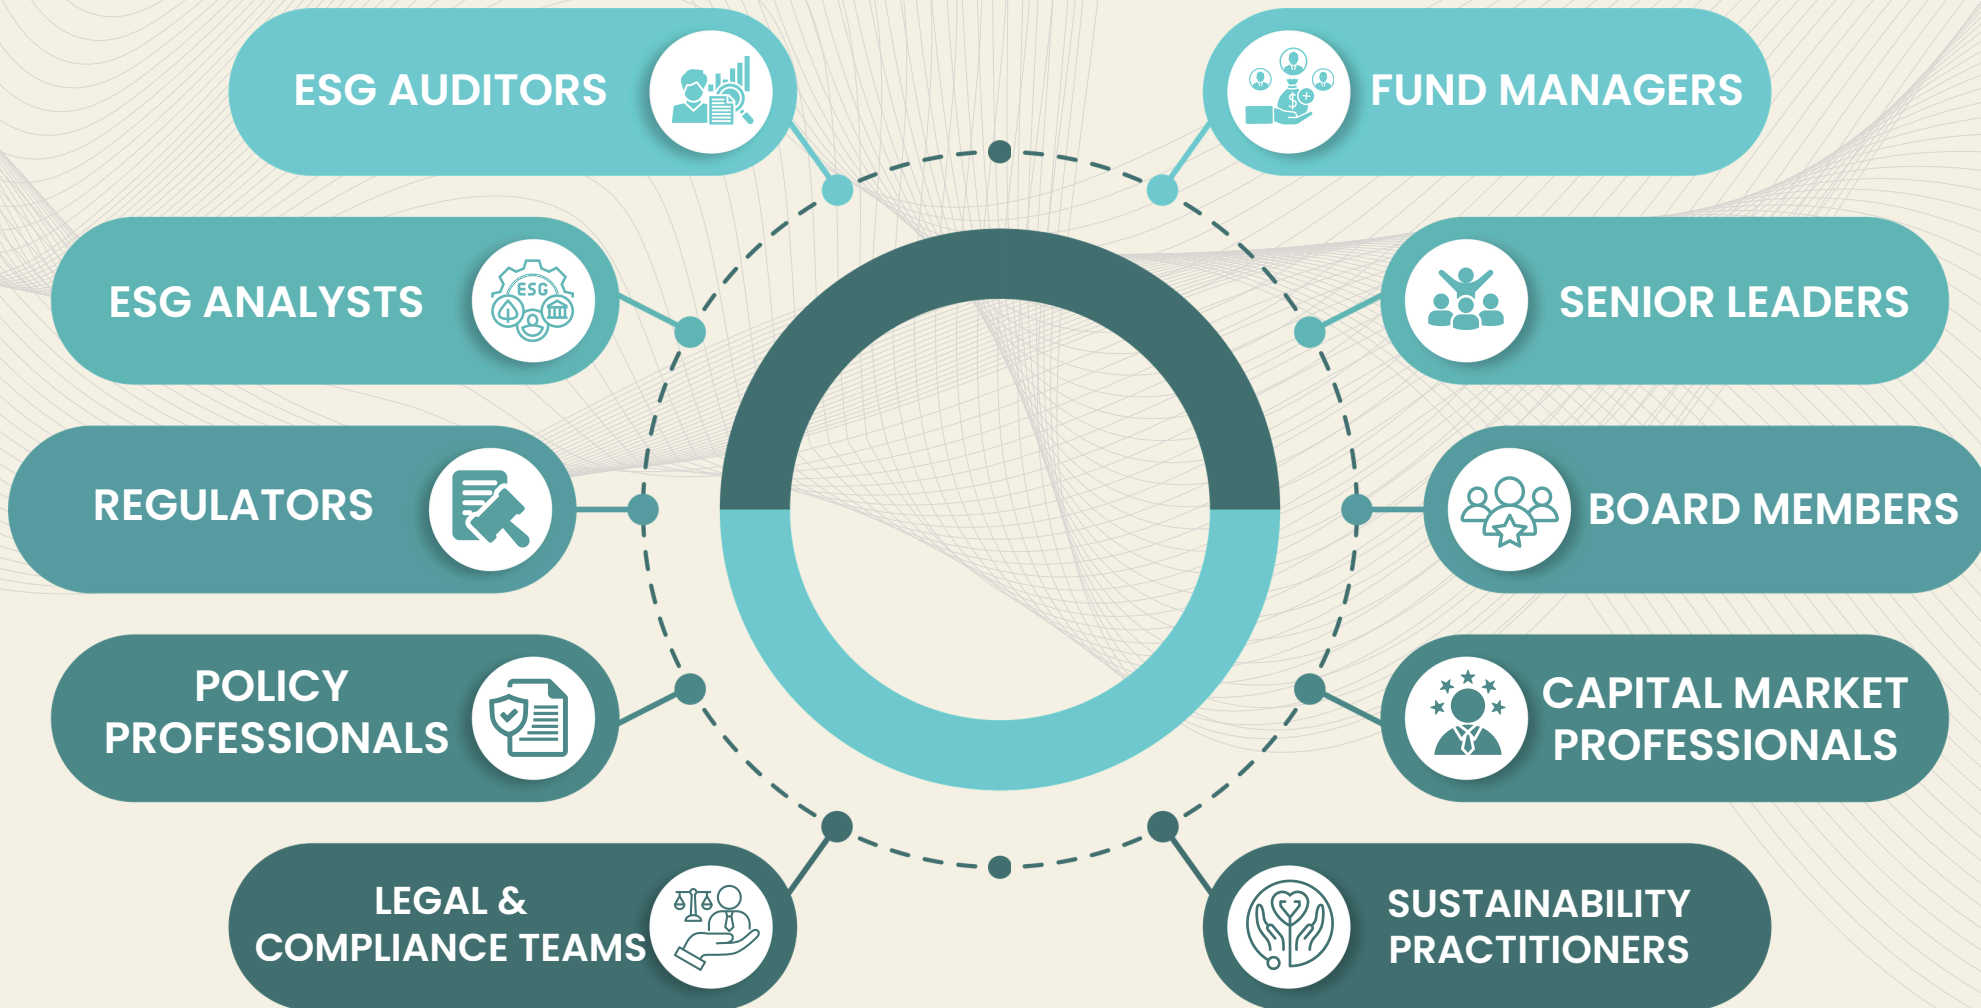 ESG AUDITORS
FUND MANAGERS
ESG ANALYSTS
ESG
SENIOR LEADERS
REGULATORS
BOARD MEMBERS
POLICY
PROFESSIONALS
CAPITAL MARKET
PROFESSIONALS
LEGAL &
COMPLIANCE TEAMS
SUSTAINABILITY
PRACTITIONERS